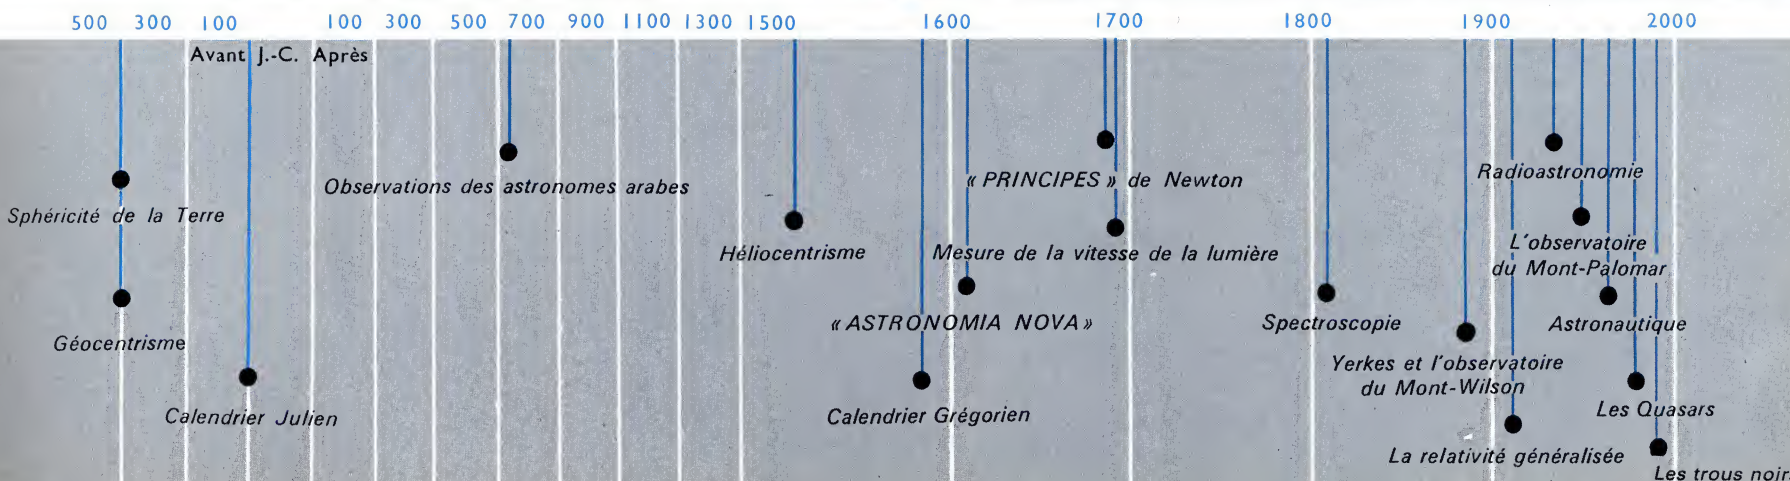 500 300 100 100 300 500 700 900 1100 1300 1500 1600 1700 1800 1900 2000
Avant J.-C. Après
Sphéricité de la Terre
Géocentrisme
Calendrier Julien
Observations des astronomes arabes
Héliocentrisme
« ASTRONOMIA NOVA »
Calendrier Grégorien
« PRINCIPES » de Newton
Mesure de la vitesse de la lumière
Spectroscopie
Yerkes et l'observatoire
du Mont-Wilson
La relativité généralisée
Radioastronomie
L'observatoire
du Mont-Palomar
Astronautique
Les Quasars
Les trous noir